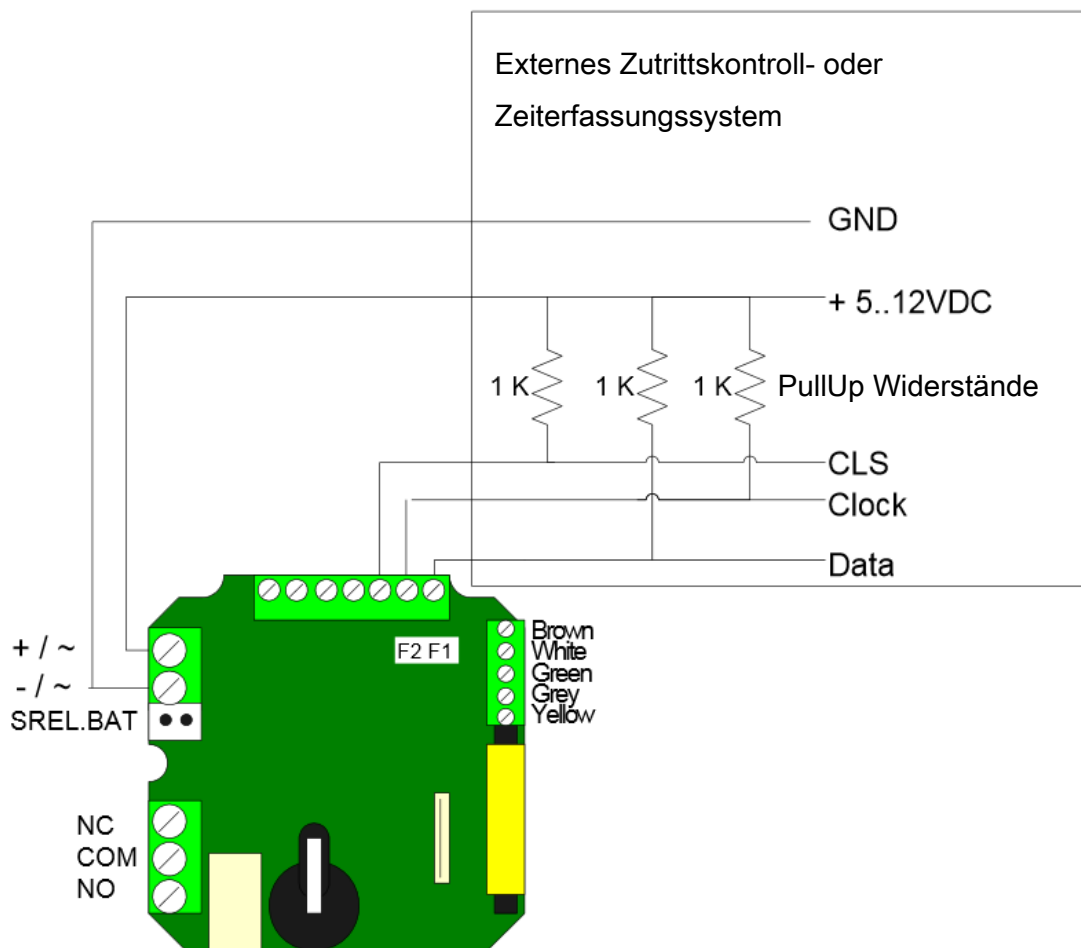 Externes Zutrittskontroll- oder
Zeiterfassungssystem
GND
+ 5..12VDC
1 K
1 K
1 K
PullUp Widerstände
CLS
Clock
Data
F2 F1
Brown
White
Green
Grey
Yellow
+ / ~
- / ~
SREL.BAT
NC
COM
NO